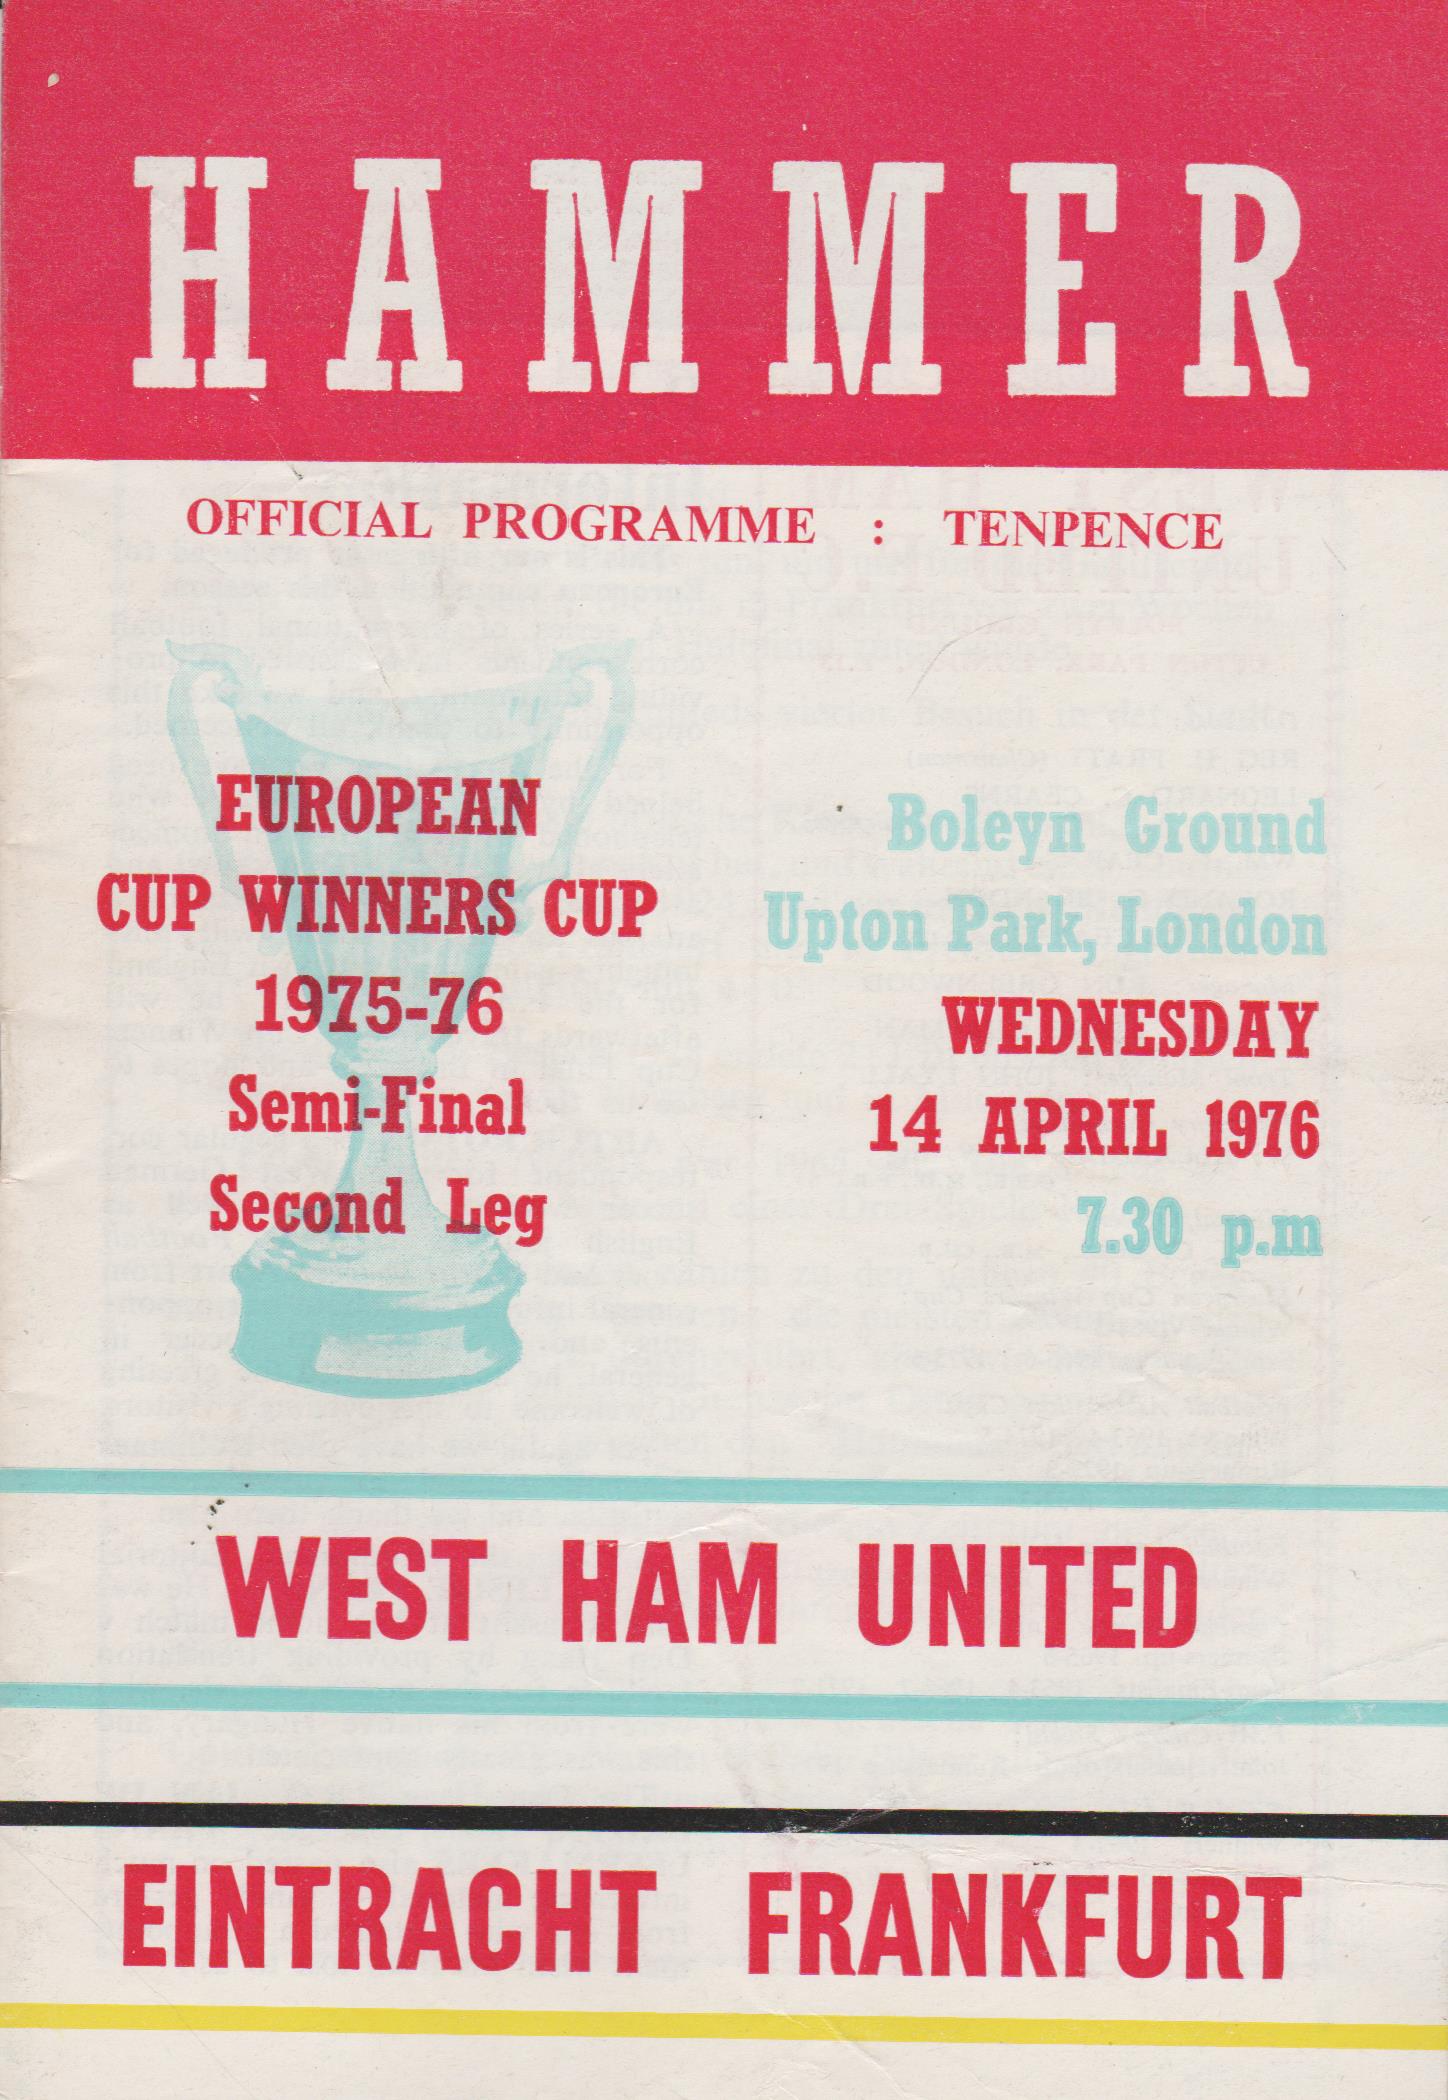 HAMMER
OFFICIAL PROGRAMME : TENPENCE
EUROPEAN
CUP WINNERS CUP
1975-76
Semi-Final
Second Leg
Boleyn Ground
Upton Park, London
WEDNESDAY
14 APRIL 1976
7.30 p.m
WEST HAM UNITED
EINTRACHT FRANKFURT